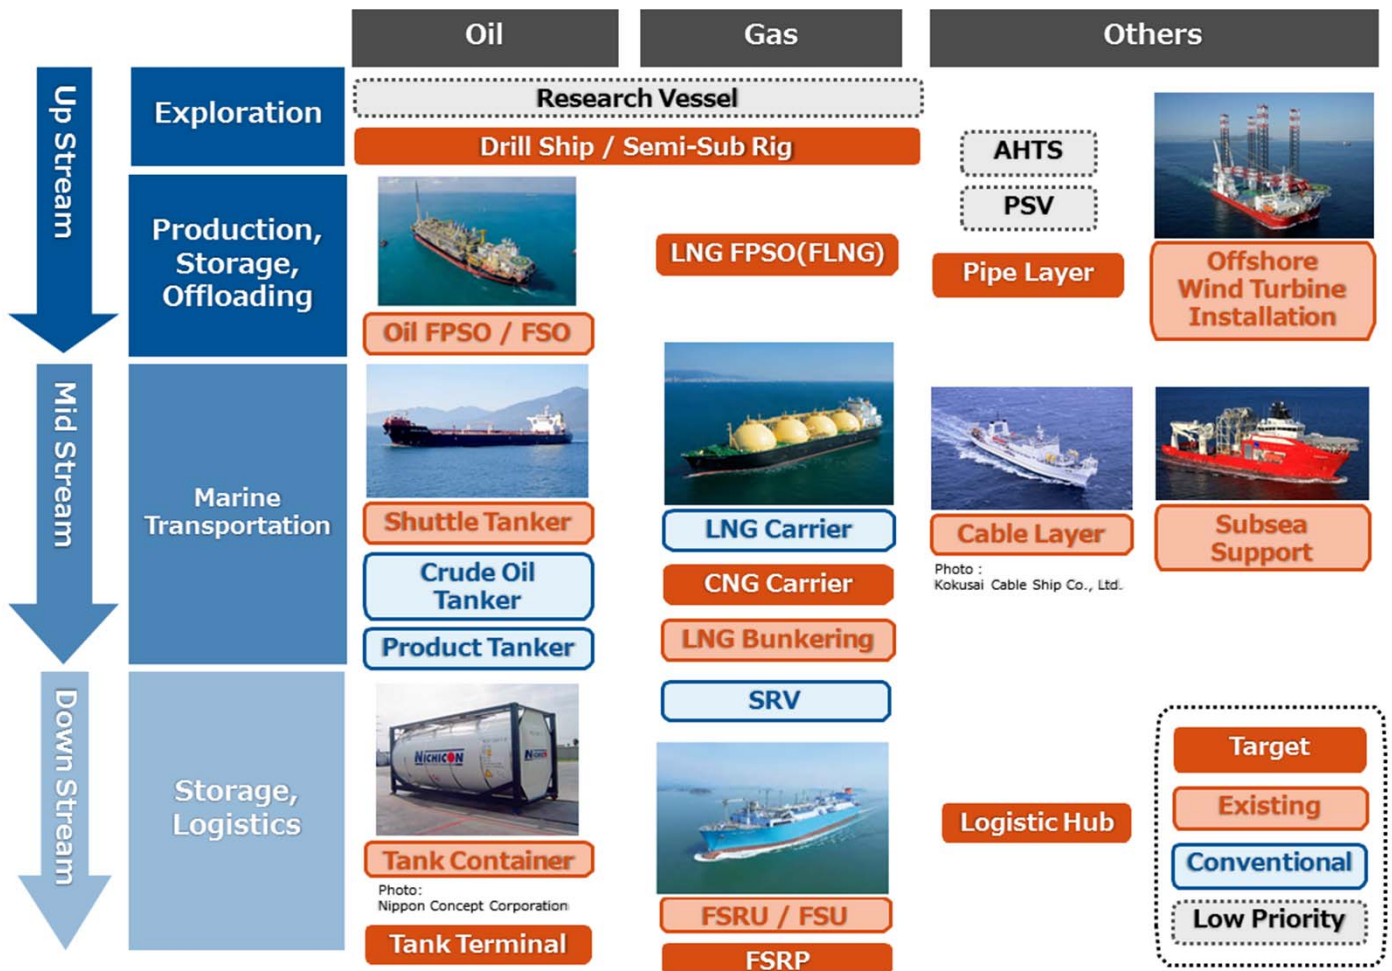 Oil
Gas
Others
Up Stream
Exploration
Research Vessel
Drill Ship / Semi-Sub Rig
AHTS
PSV
Production,
Storage,
Offloading
LNG FPSO(FLNG)
Pipe Layer
Offshore
Wind Turbine
Installation
Oil FPSO / FSO
Mid Stream
Marine
Transportation
Shuttle Tanker
LNG Carrier
Cable Layer
Photo :
Kokusai Cable Ship Co., Ltd.
Subsea
Support
Crude Oil
Tanker
CNG Carrier
Product Tanker
LNG Bunkering
SRV
Down Stream
Storage,
Logistics
NICHICON
NICHICON
Tank Container
Photo:
Nippon Concept Corporation
Tank Terminal
FSRU / FSU
FSRP
Logistic Hub
Target
Existing
Conventional
Low Priority